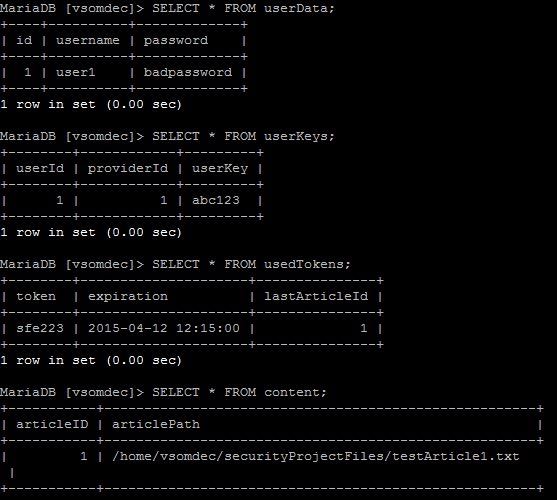 MariaDB [vsomdec]> SELECT * FROM userData;
+----+----------+-------------+
| id | username | password    |
+----+----------+-------------+
|  1 | user1    | badpassword |
+----+----------+-------------+
1 row in set (0.00 sec)
MariaDB [vsomdec]> SELECT * FROM userKeys;
+--------+------------+---------+
| userId | providerId | userKey |
+--------+------------+---------+
|      1 |          1 | abc123  |
+--------+------------+---------+
1 row in set (0.00 sec)
MariaDB [vsomdec]> SELECT * FROM usedTokens;
+--------+---------------------+---------------+
| token  | expiration          | lastArticleId |
+--------+---------------------+---------------+
| sfe223 | 2015-04-12 12:15:00 |             1 |
+--------+---------------------+---------------+
1 row in set (0.00 sec)
MariaDB [vsomdec]> SELECT * FROM content;
+-----------+-------------------------------------------------------+
| articleID | articlePath                                           |
+-----------+-------------------------------------------------------+
|         1 | /home/vsomdec/securityProjectFiles/testArticle1.txt
 |
+-----------+-------------------------------------------------------+